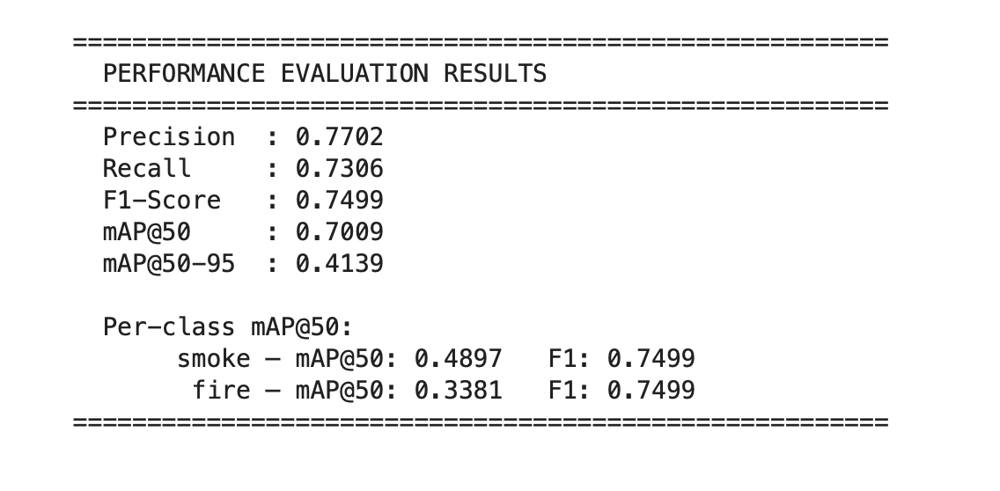 =======================================================
PERFORMANCE EVALUATION RESULTS
=======================================================
Precision  : 0.7702
Recall     : 0.7306
F1-Score   : 0.7499
mAP@50     : 0.7009
mAP@50-95  : 0.4139
Per-class mAP@50:
smoke — mAP@50: 0.4897   F1: 0.7499
fire — mAP@50: 0.3381   F1: 0.7499
=======================================================